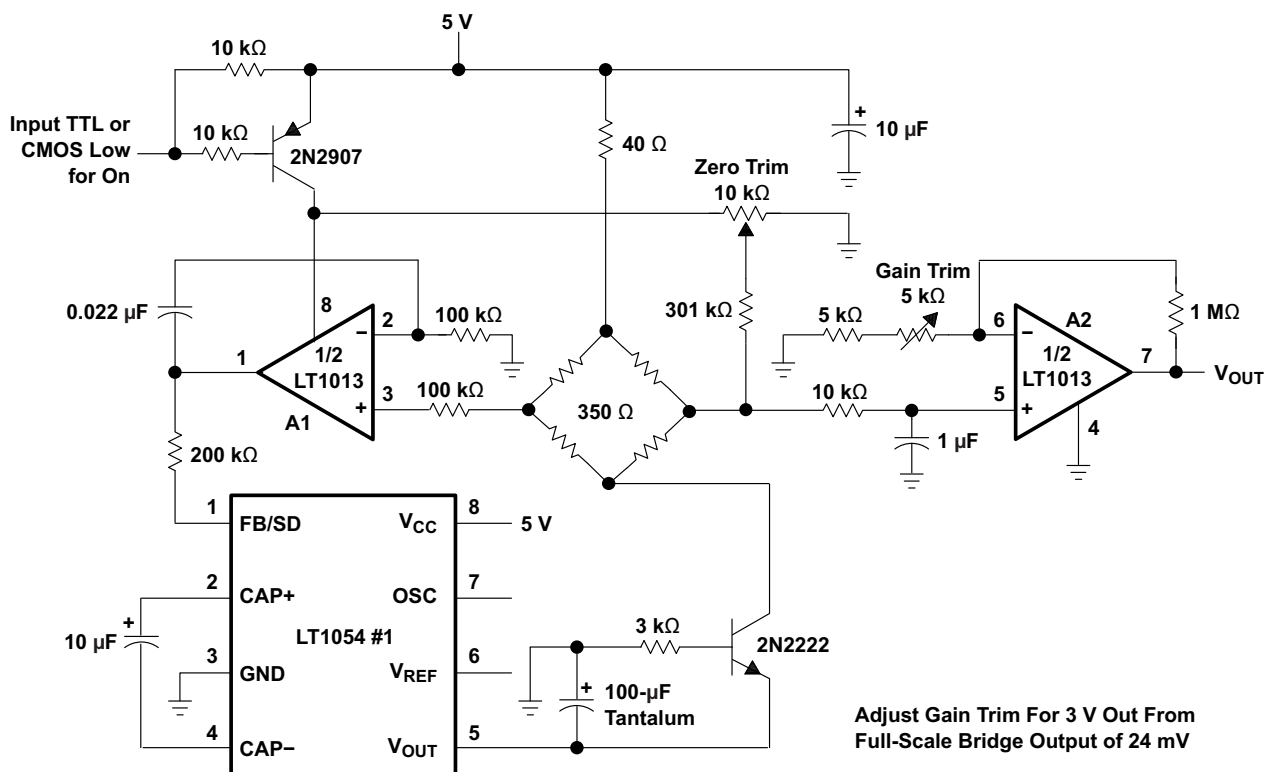 5 V
10 kΩ
Input TTL or
CMOS Low
for On
10 kΩ
2N2907
40 Ω
+
10 µF
Zero Trim
10 kΩ
0.022 µF
8
2
−
100 kΩ
301 kΩ
Gain Trim
5 kΩ
5 kΩ
6
−
A2
1 MΩ
1
1/2
LT1013
3
+
A1
100 kΩ
350 Ω
10 kΩ
1/2
LT1013
7
VOUT
5
+
4
1 µF
200 kΩ
1
FB/SD
VCC
8
5 V
2
CAP+
OSC
7
+
10 µF
LT1054 #1
3 kΩ
2N2222
3
GND
VREF
6
+
100-µF
Tantalum
4
CAP−
VOUT
5
Adjust Gain Trim For 3 V Out From
Full-Scale Bridge Output of 24 mV